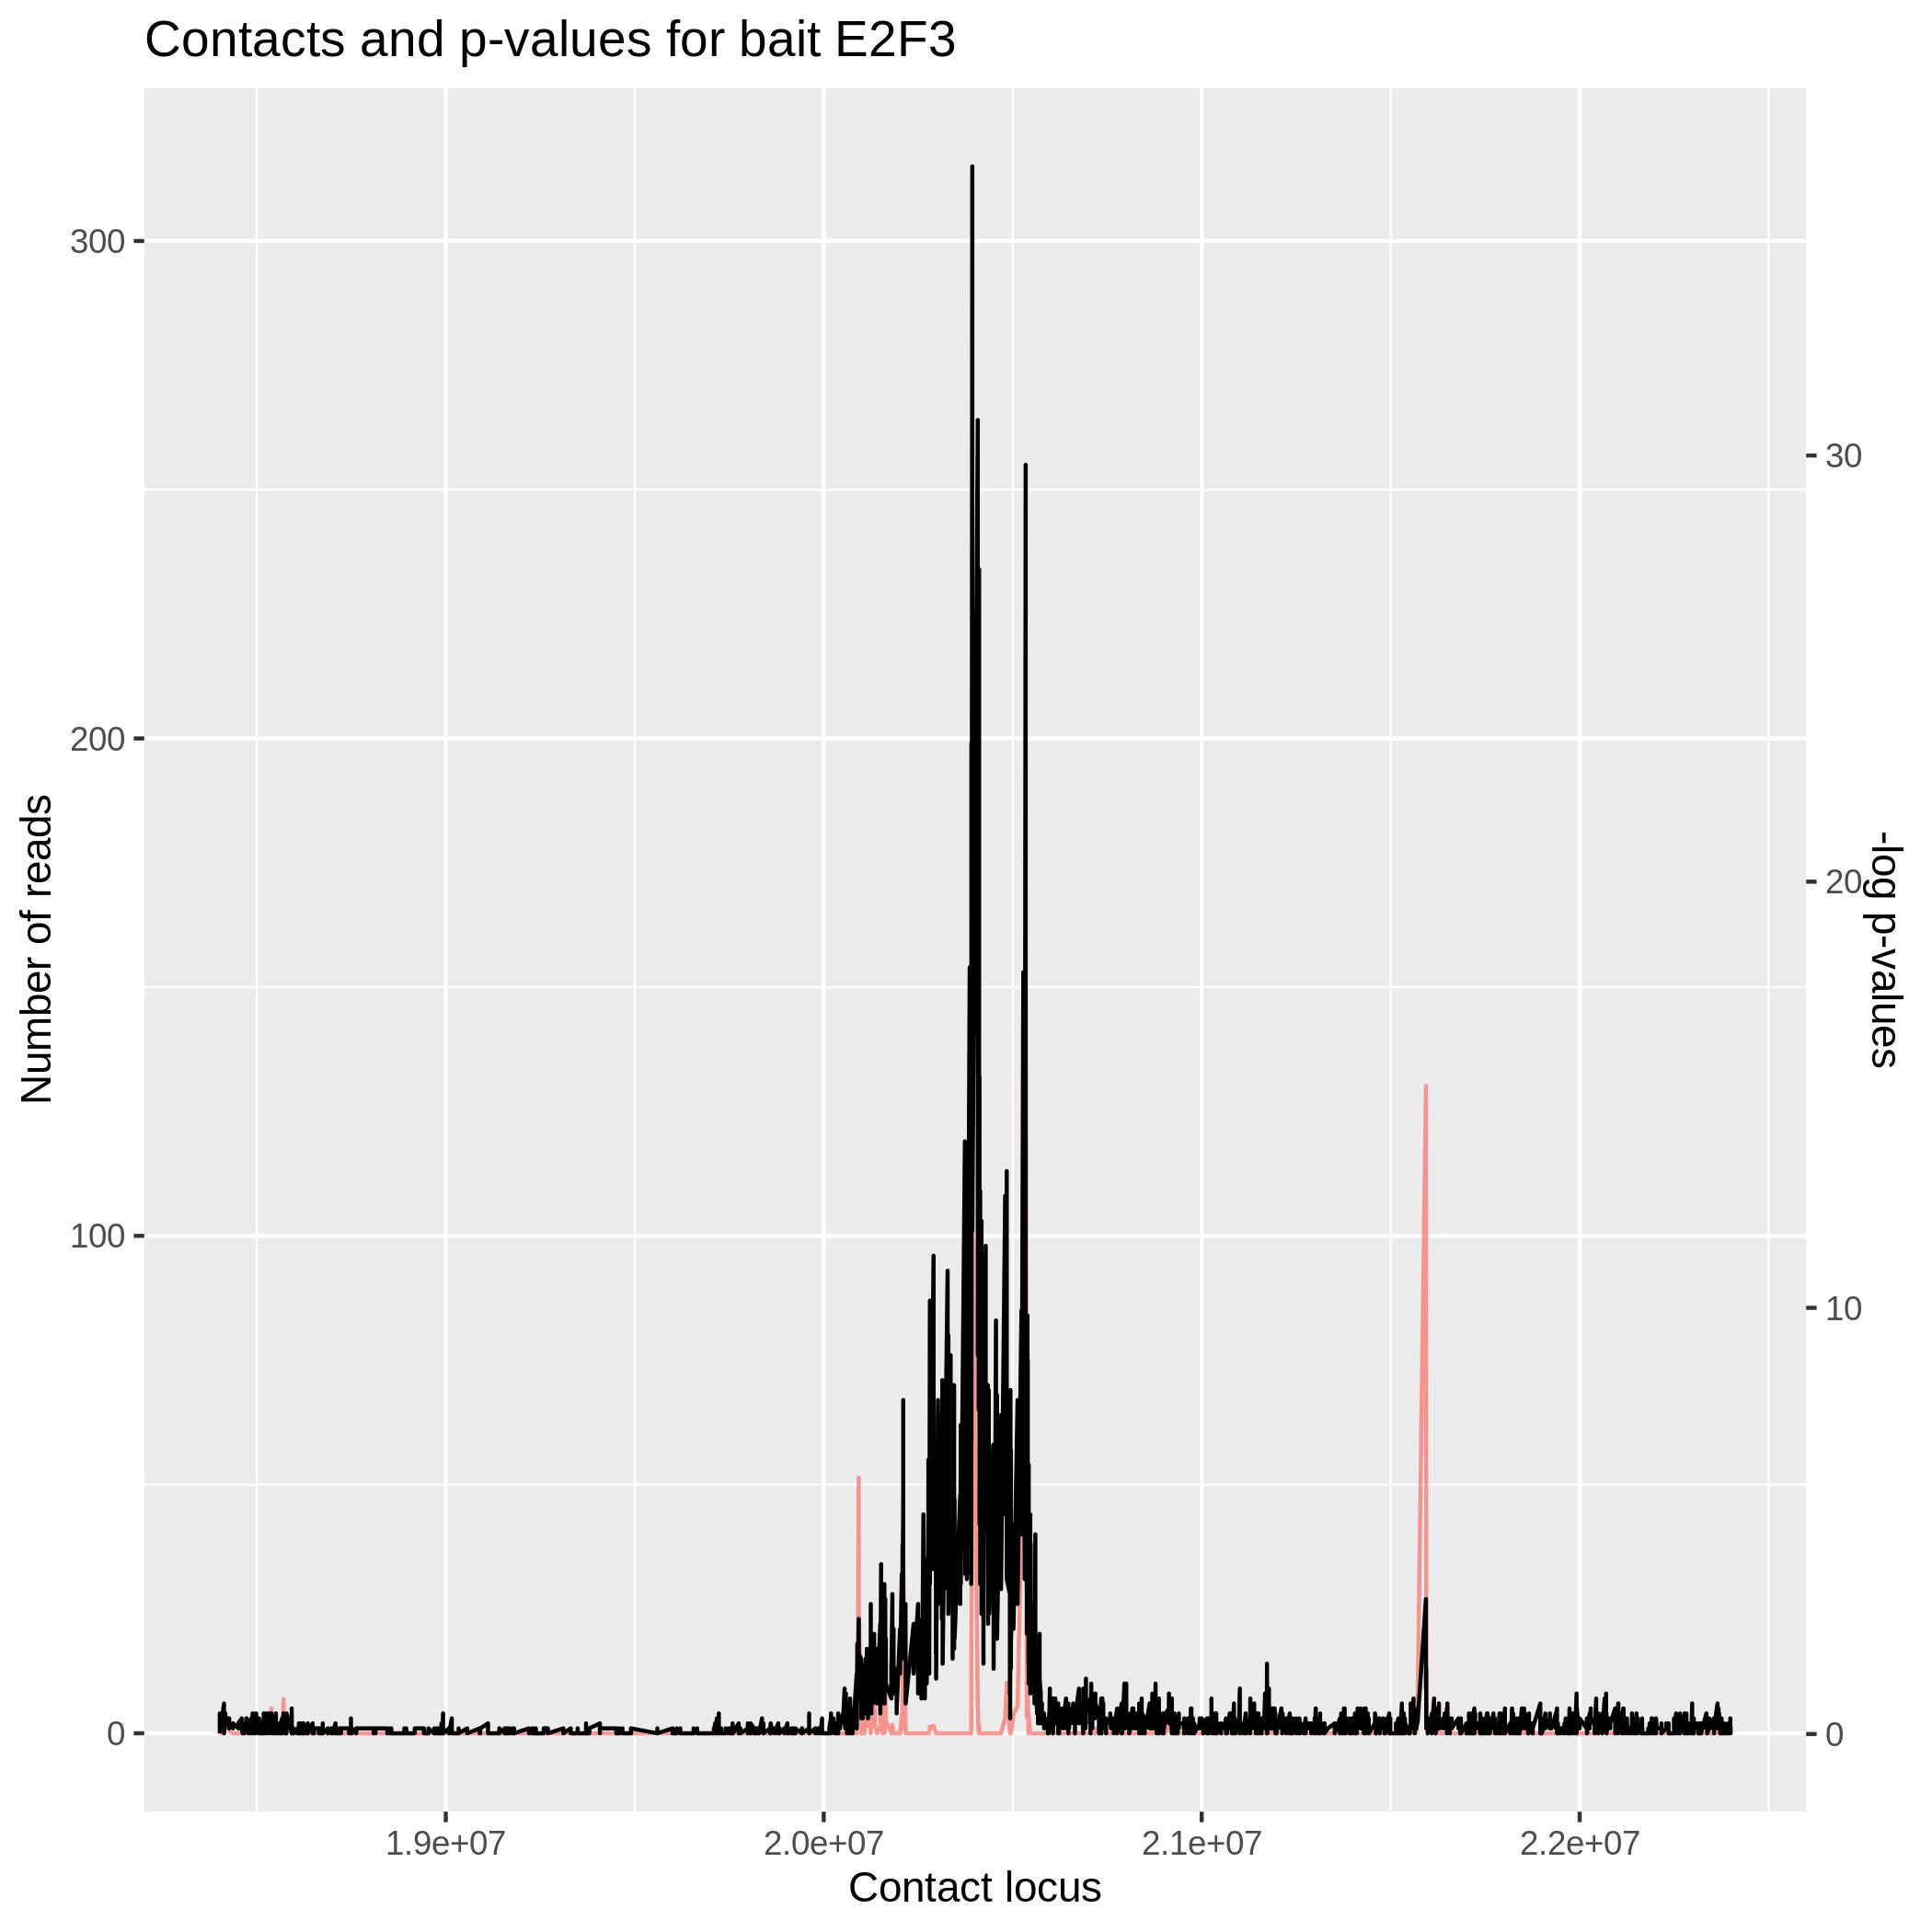 Contacts and p-values for bait E2F3
300
200
100
0
Number of reads
30
20
10
0
-log p-values
1.9e+07
2.0e+07
2.1e+07
2.2e+07
Contact locus